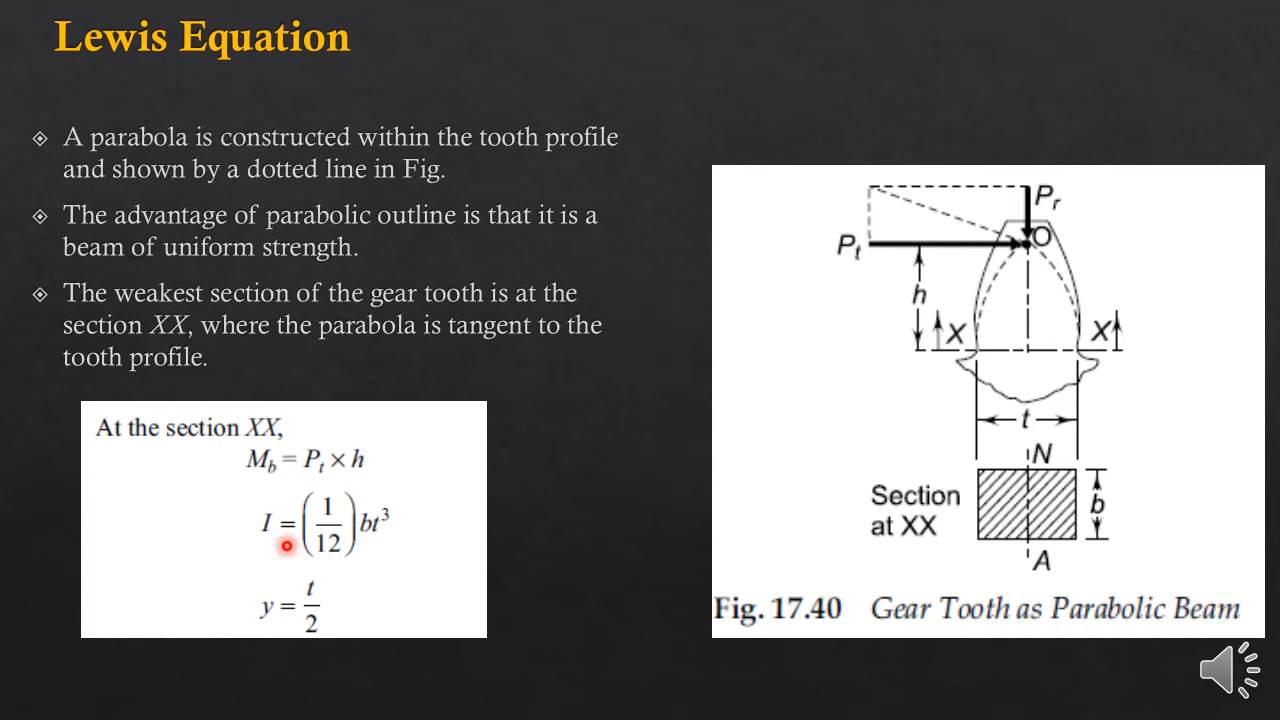 Lewis Equation
A parabola is constructed within the tooth profile
and shown by a dotted line in Fig.
The advantage of parabolic outline is that it is a
beam of uniform strength.
The weakest section of the gear tooth is at the
section XX, where the parabola is tangent to the
tooth profile.
At the section XX,
M_b = P_t × h
I = (1/12) bt³
y = t/2
P_r
O
P_t
h
X X
t
N
Section
at XX
b
A
Fig. 17.40 Gear Tooth as Parabolic Beam